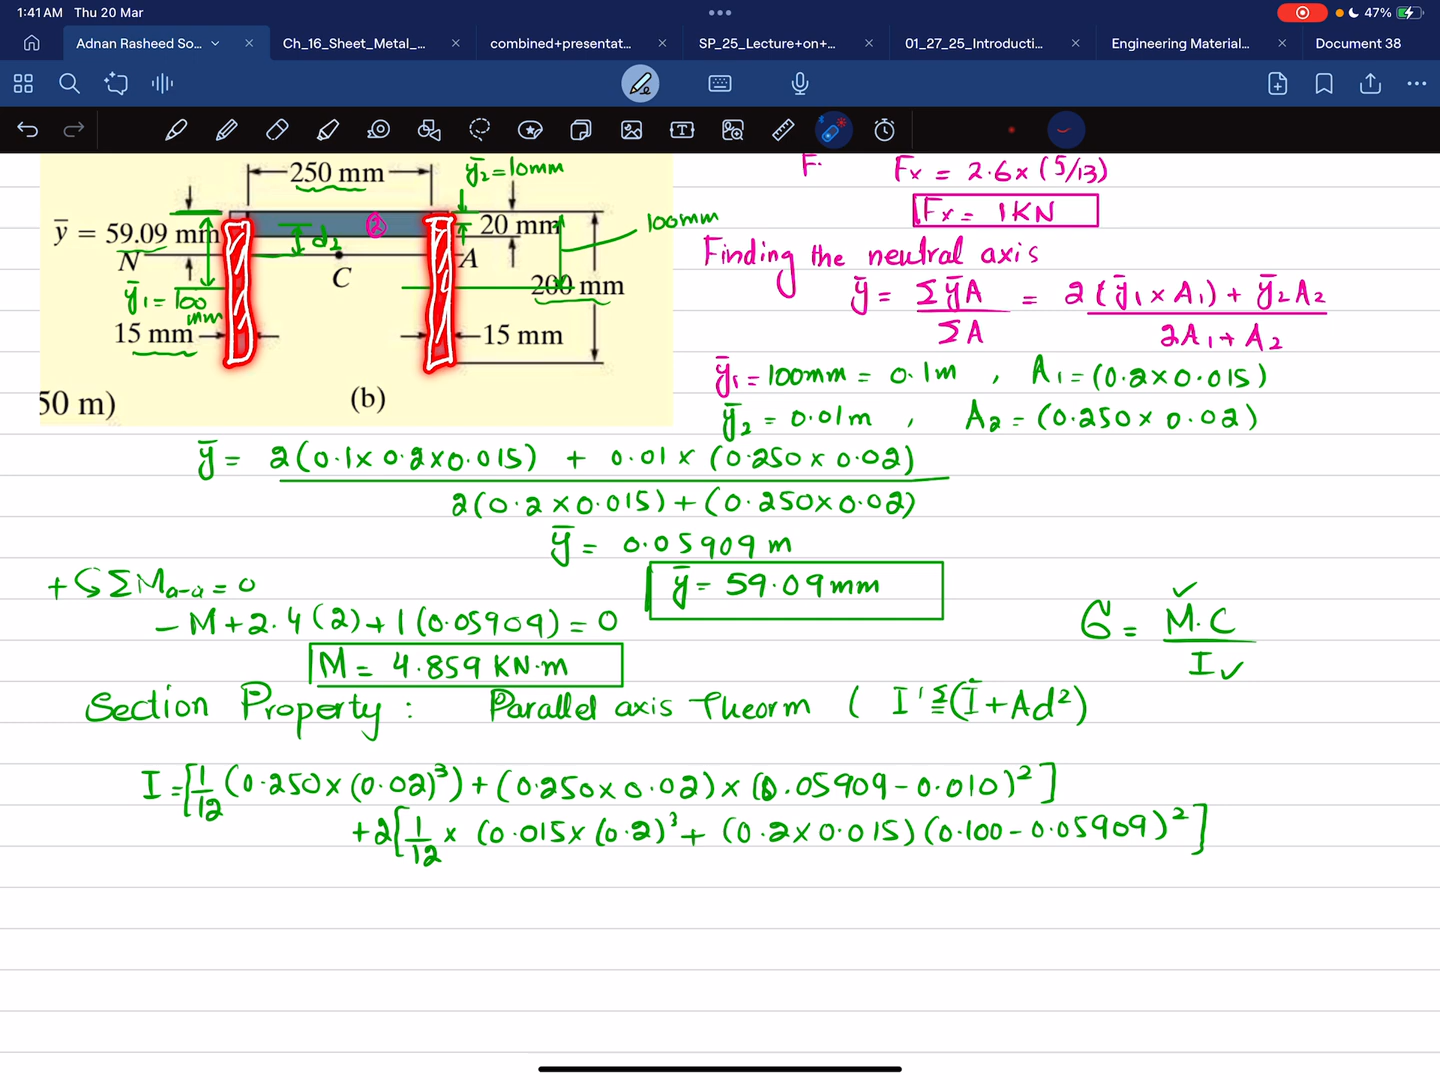 1:41 AM Thu 20 Mar
47%
Adnan Rasheed So...
Ch_16_Sheet_Metal_...
combined+presentat...
SP_25_Lecture+on+...
01_27_25_Introducti...
Engineering Material...
Document 38
250 mm
ȳ₂ = 10mm
ȳ = 59.09 mm
②
d₂
20 mm
100mm
N
C
A
ȳ₁ = 100 mm
200 mm
15 mm
15 mm
50 m)
(b)
F.
Fx = 2.6 x (5/13)
Fx = 1KN
Finding the neutral axis
ȳ = ΣȳA / ΣA = 2(ȳ₁ x A₁) + ȳ₂A₂ / 2A₁ + A₂
ȳ₁ = 100mm = 0.1m , A₁ = (0.2 x 0.015)
ȳ₂ = 0.01m , A₂ = (0.250 x 0.02)
ȳ = 2(0.1 x 0.2 x 0.015) + 0.01 x (0.250 x 0.02)
2(0.2 x 0.015) + (0.250 x 0.02)
ȳ = 0.05909 m
ȳ = 59.09 mm
+↺ ΣMa-a = 0
- M + 2.4(2) + 1(0.05909) = 0
M = 4.859 KN.m
σ = M.C / I
Section Property : Parallel axis Theorm ( I' = Σ(Ī + Ad²)
I = [1/12 (0.250 x (0.02)³) + (0.250 x 0.02) x (0.05909 - 0.010)²]
+ 2[1/12 x (0.015 x (0.2)³ + (0.2 x 0.015)(0.100 - 0.05909)²]